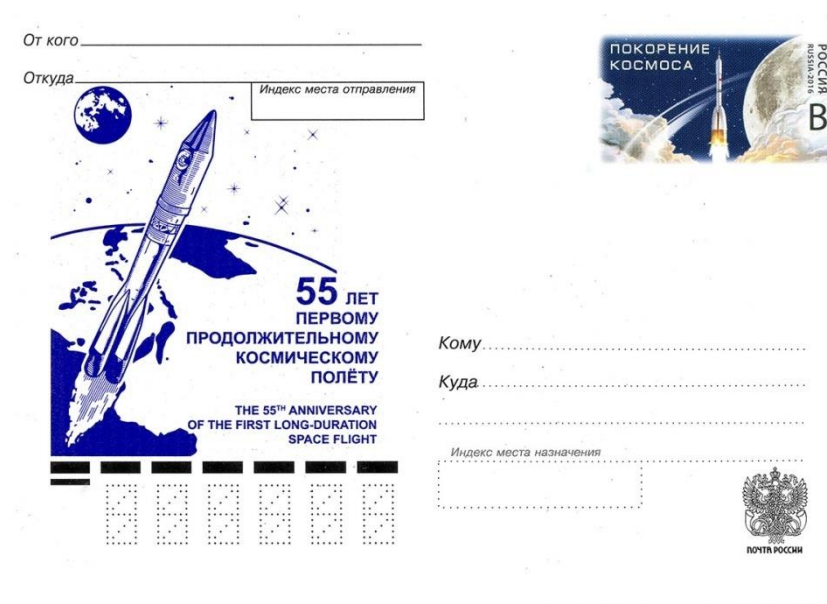 От кого
Откуда
Индекс места отправления
ПОКОРЕНИЕ
КОСМОСА
РОССИЯ
RUSSIA•2016
В
55 ЛЕТ
ПЕРВОМУ
ПРОДОЛЖИТЕЛЬНОМУ
КОСМИЧЕСКОМУ
ПОЛЁТУ
THE 55TH ANNIVERSARY
OF THE FIRST LONG-DURATION
SPACE FLIGHT
Кому
Куда
Индекс места назначения
ПОЧТА РОССИИ